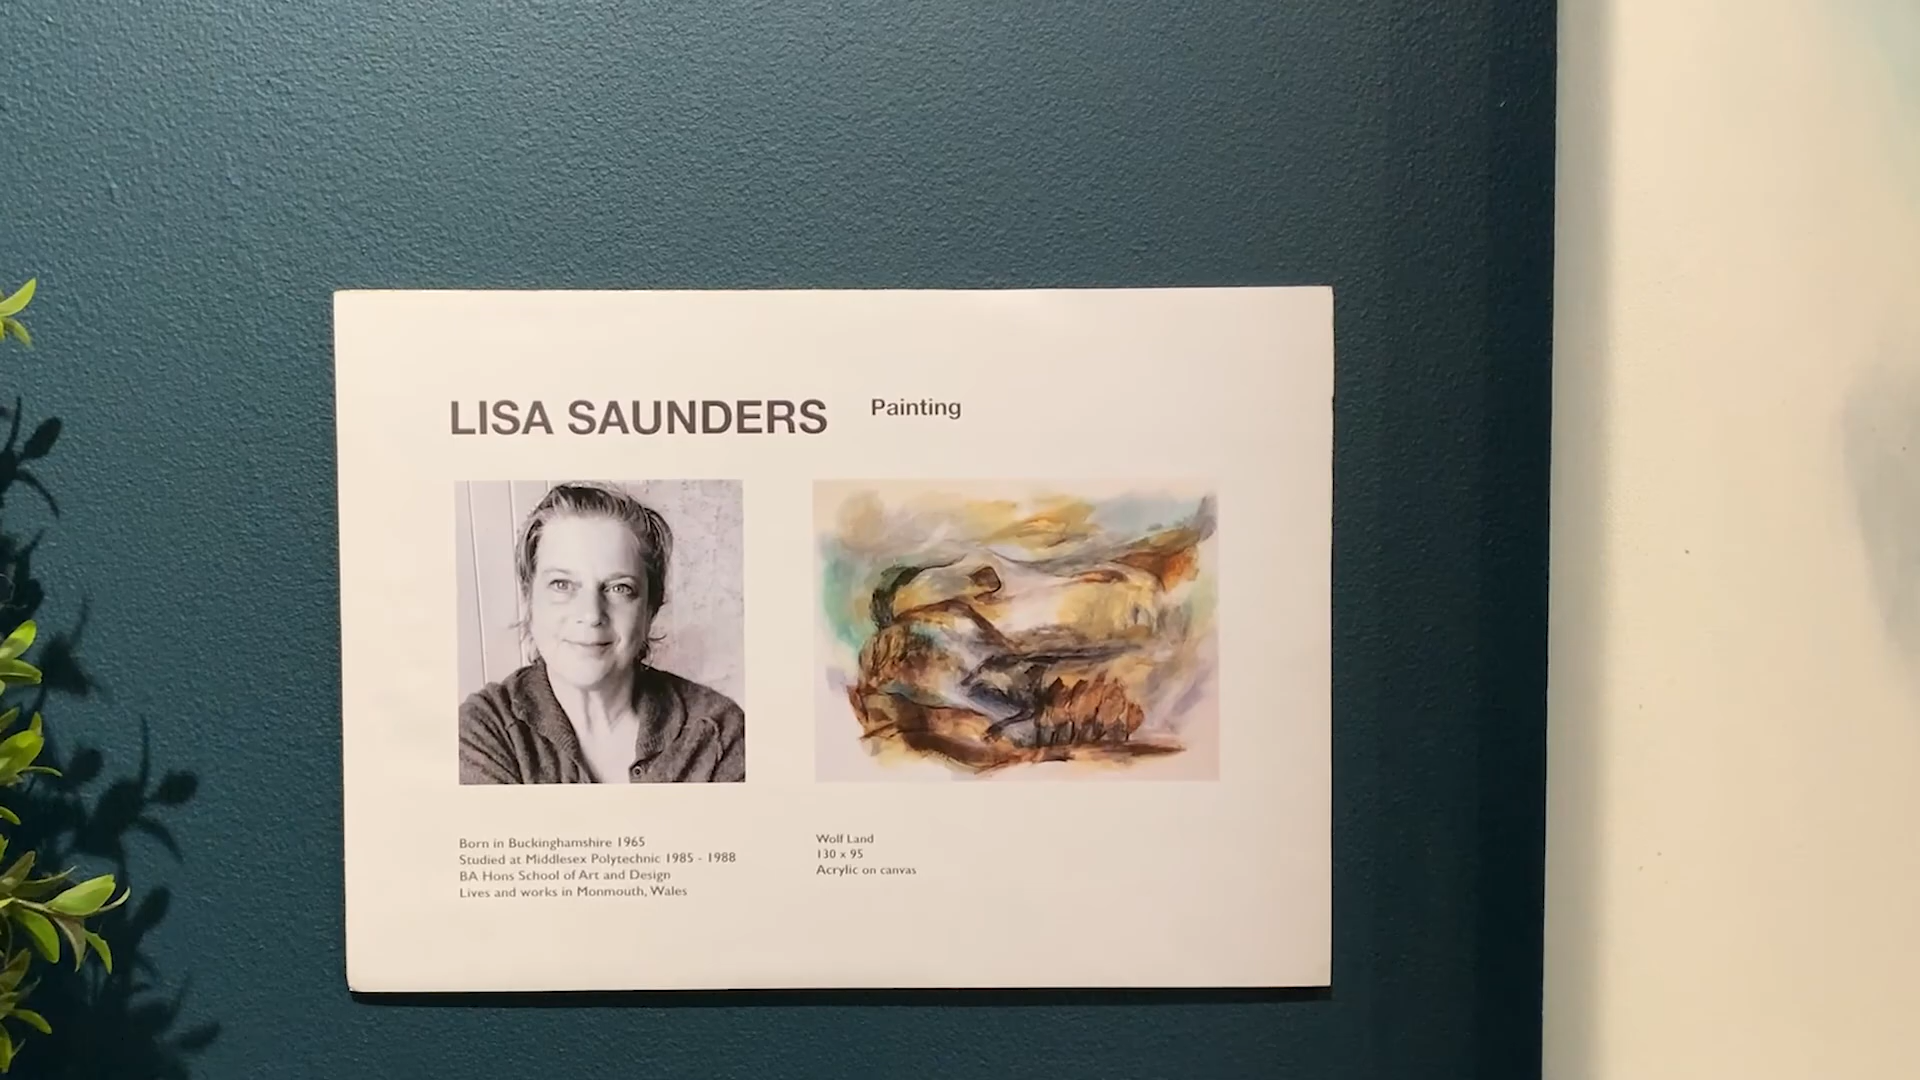 LISA SAUNDERS Painting
Born in Buckinghamshire 1965
Studied at Middlesex Polytechnic 1985 - 1988
BA Hons School of Art and Design
Lives and works in Monmouth, Wales
Wolf Land
130 x 95
Acrylic on canvas